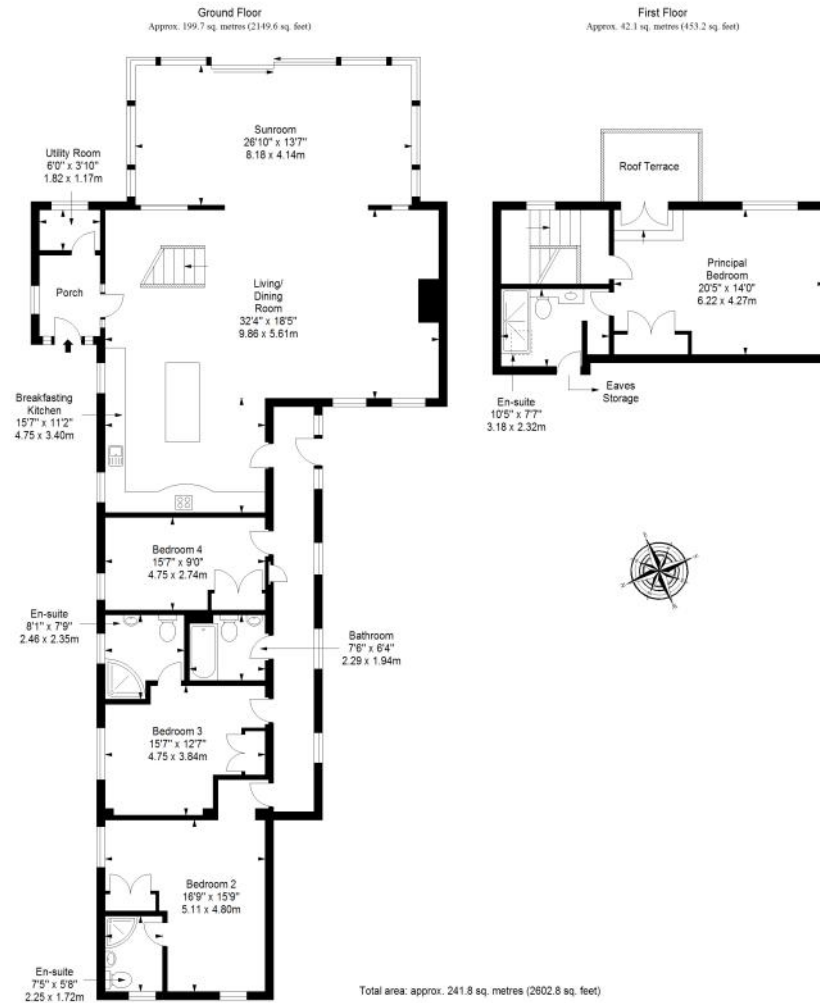 Ground Floor
Approx. 199.7 sq. metres (2149.6 sq. feet)
First Floor
Approx. 42.1 sq. metres (453.2 sq. feet)
Sunroom
26'10" x 13'7"
8.18 x 4.14m
Utility Room
6'0" x 3'10"
1.82 x 1.17m
Porch
Living/
Dining
Room
32'4" x 18'5"
9.86 x 5.61m
Breakfasting
Kitchen
15'7" x 11'2"
4.75 x 3.40m
Bedroom 4
15'7" x 9'0"
4.75 x 2.74m
En-suite
8'1" x 7'9"
2.46 x 2.35m
Bathroom
7'6" x 6'4"
2.29 x 1.94m
Bedroom 3
15'7" x 12'7"
4.75 x 3.84m
Bedroom 2
16'9" x 15'9"
5.11 x 4.80m
En-suite
7'5" x 5'8"
2.25 x 1.72m
Roof Terrace
Principal
Bedroom
20'5" x 14'0"
6.22 x 4.27m
En-suite
10'5" x 7'7"
3.18 x 2.32m
Eaves
Storage
Total area: approx. 241.8 sq. metres (2602.8 sq. feet)